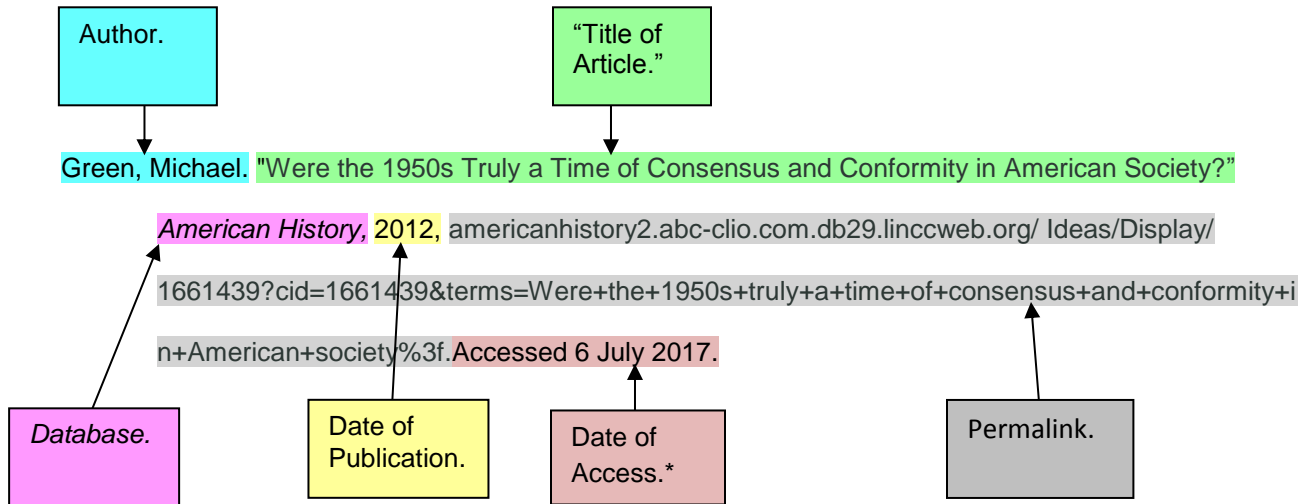 Author.
“Title of
Article.”
Green, Michael. "Were the 1950s Truly a Time of Consensus and Conformity in American Society?”
American History, 2012, americanhistory2.abc-clio.com.db29.linccweb.org/ Ideas/Display/
1661439?cid=1661439&terms=Were+the+1950s+truly+a+time+of+consensus+and+conformity+i
n+American+society%3f.Accessed 6 July 2017.
Database.
Date of
Publication.
Date of
Access.*
Permalink.